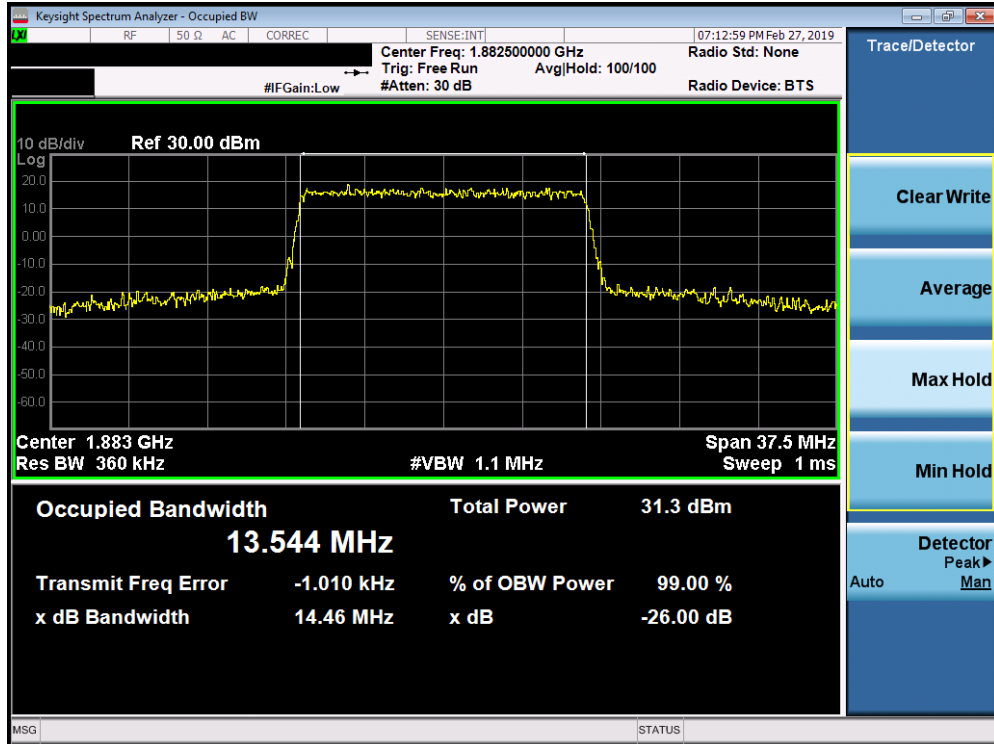 Keysight Spectrum Analyzer - Occupied BW
LXI RF 50 Ω AC CORREC SENSE:INT 07:12:59 PM Feb 27, 2019
Center Freq: 1.882500000 GHz Radio Std: None
Trig: Free Run Avg|Hold: 100/100
#IFGain:Low #Atten: 30 dB Radio Device: BTS
10 dB/div Ref 30.00 dBm
Log
20.0
10.0
0.00
-10.0
-20.0
-30.0
-40.0
-50.0
-60.0
Center 1.883 GHz Span 37.5 MHz
Res BW 360 kHz #VBW 1.1 MHz Sweep 1 ms
Occupied Bandwidth Total Power 31.3 dBm
13.544 MHz
Transmit Freq Error -1.010 kHz % of OBW Power 99.00 %
x dB Bandwidth 14.46 MHz x dB -26.00 dB
MSG STATUS
Trace/Detector
Clear Write
Average
Max Hold
Min Hold
Detector
Peak▶
Auto Man